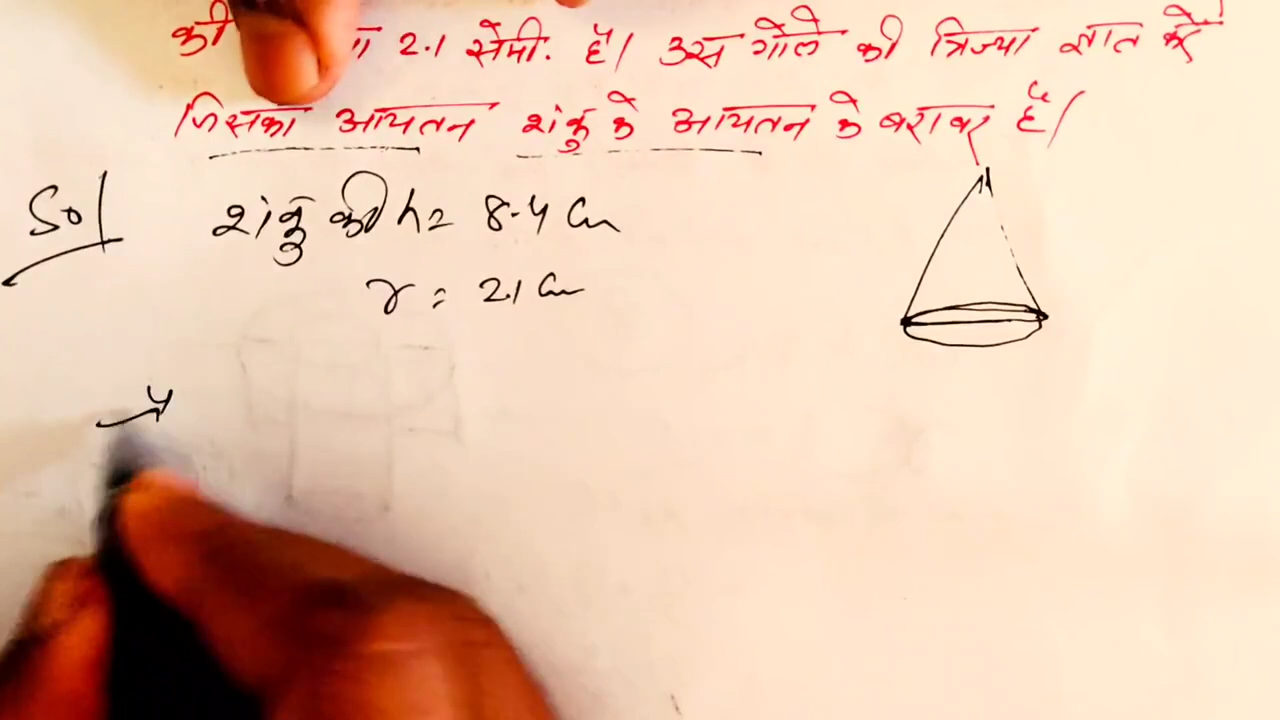 की 2.1 सेमी. है। उस गोले की त्रिज्या ज्ञात करें
जिसका आयतन शंकु के आयतन के बराबर है।
Sol शंकु की h = 8.4 Cm
r = 2.1 Cm